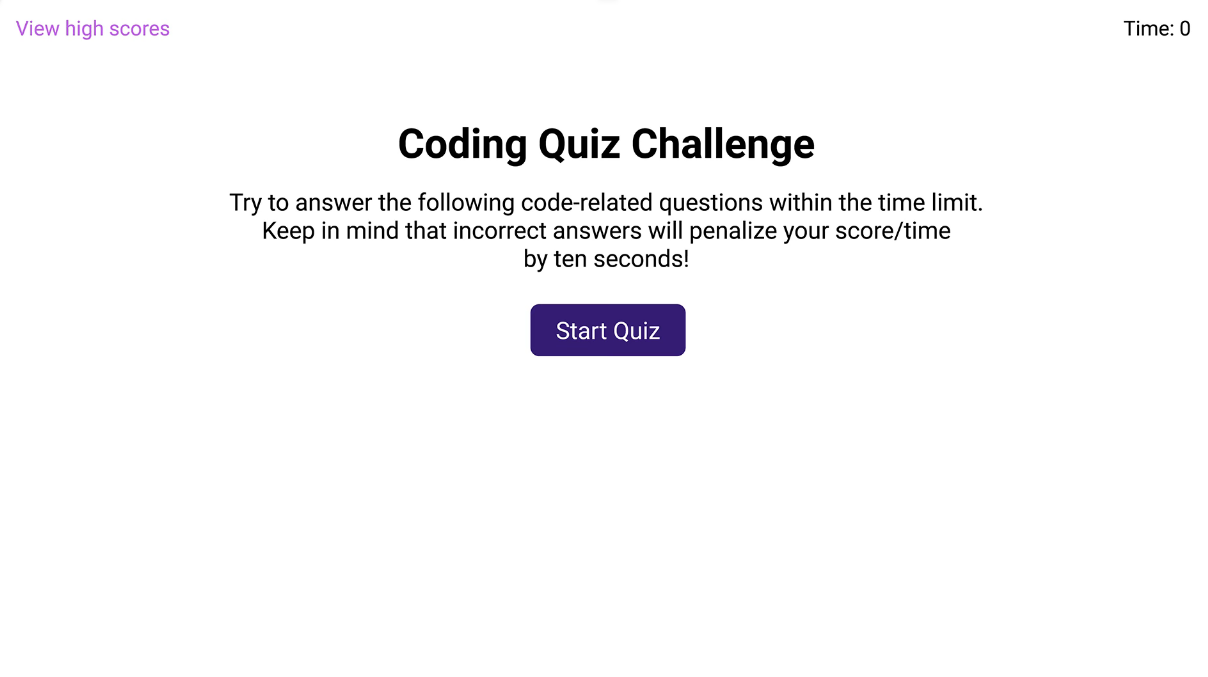 View high scores
Time: 0
Coding Quiz Challenge
Try to answer the following code-related questions within the time limit.
Keep in mind that incorrect answers will penalize your score/time
by ten seconds!
Start Quiz